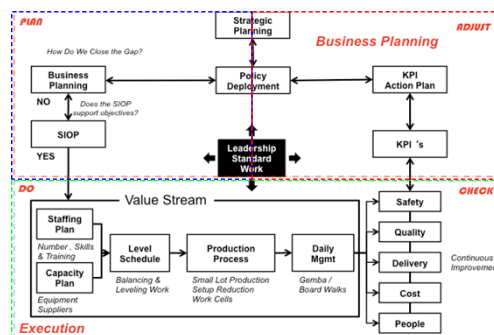 PLAN
Strategic
Planning
Business Planning
ADJUST
How Do We Close the Gap?
Business
Planning
Policy
Deployment
KPI
Action Plan
NO
Does the SIOP
support objectives?
SIOP
Leadership
Standard
Work
KPI ´s
YES
DO
CHECK
Value Stream
Staffing
Plan
Number , Skills
& Training
Capacity
Plan
Equipment
Suppliers
Level
Schedule
Balancing &
Leveling Work
Production
Process
Small Lot Production
Setup Reduction
Work Cells
Daily
Mgmt
Gemba /
Board Walks
Safety
Quality
Delivery
Cost
People
Continuous
Improvement
Execution